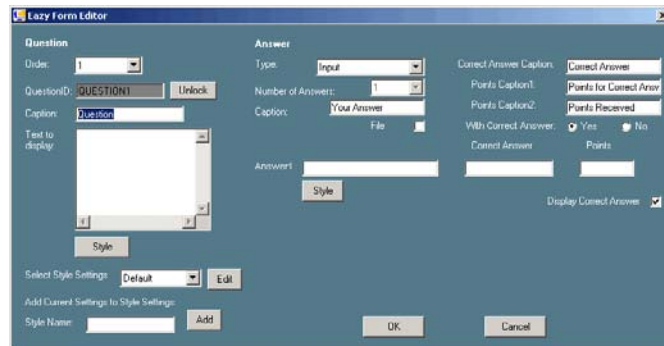 Lazy Form Editor
Question
Order: 1
QuestionID: QUESTION1 Unlock
Caption: Question
Text to
display:
Style
Select Style Settings: Default Edit
Add Current Settings to Style Settings:
Style Name: Add
Answer
Type: Input
Number of Answers: 1
Caption: Your Answer
File
Answer1
Style
Correct Answer Caption: Correct Answer
Points Caption1: Points for Correct Answ
Points Caption2: Points Received
With Correct Answer: Yes No
Correct Answer Points
Display Correct Answer
OK Cancel